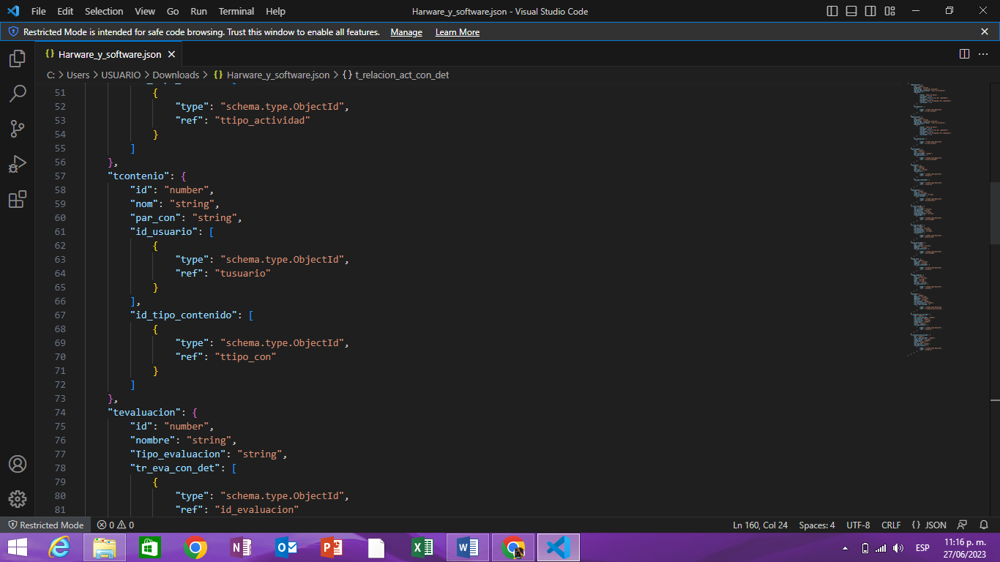 File Edit Selection View Go Run Terminal Help Harware_y_software.json - Visual Studio Code
Restricted Mode is intended for safe code browsing. Trust this window to enable all features. Manage Learn More
{} Harware_y_software.json
C: > Users > USUARIO > Downloads > {} Harware_y_software.json > {} t_relacion_act_con_det
51 {
52 "type": "schema.type.ObjectId",
53 "ref": "ttipo_actividad"
54 }
55 ]
56 },
57 "tcontenio": {
58 "id": "number",
59 "nom": "string",
60 "par_con": "string",
61 "id_usuario": [
62 {
63 "type": "schema.type.ObjectId",
64 "ref": "tusuario"
65 }
66 ],
67 "id_tipo_contenido": [
68 {
69 "type": "schema.type.ObjectId",
70 "ref": "ttipo_con"
71 }
72 ]
73 },
74 "tevaluacion": {
75 "id": "number",
76 "nombre": "string",
77 "Tipo_evaluacion": "string",
78 "tr_eva_con_det": [
79 {
80 "type": "schema.type.ObjectId",
81 "ref": "id_evaluacion"
Restricted Mode 0 0 Ln 160, Col 24 Spaces: 4 UTF-8 CRLF {} JSON
ESP 11:16 p. m.
27/06/2023